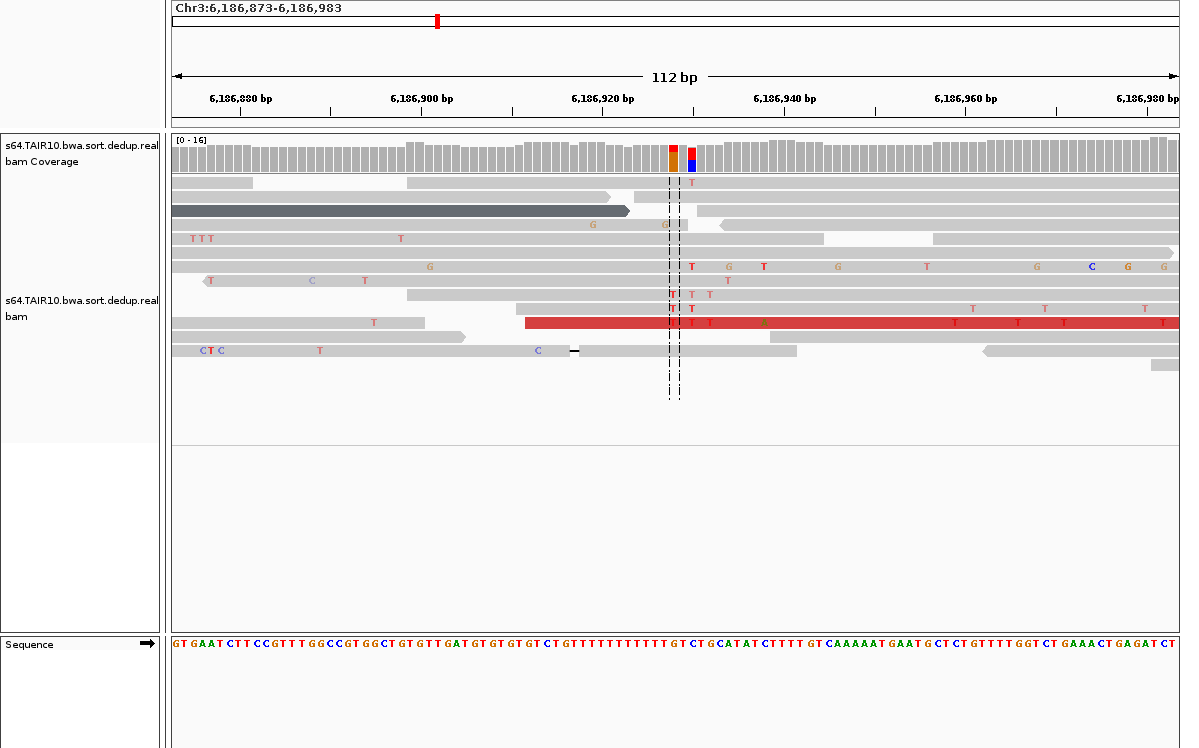 Chr3:6,186,873-6,186,983
112 bp
6,186,880 bp 6,186,900 bp 6,186,920 bp 6,186,940 bp 6,186,960 bp 6,186,980 bp
s64.TAIR10.bwa.sort.dedup.real
bam Coverage
[0 - 16]
T
G G
T T T T
G T G T G T G C G G
T C T T
T T T
T T T T T
T T T T T T T T
C T C T C
s64.TAIR10.bwa.sort.dedup.real
bam
Sequence
GTGAATCTTCCGTTTGGCCGTGGCTGTGTTGATGTGTGTGTCTGTTTTTTTTTTTGTCTGCATATCTTTTGTCAAAAATGAATGCTCTGTTTTGGTCTGAAACTGAGATCT